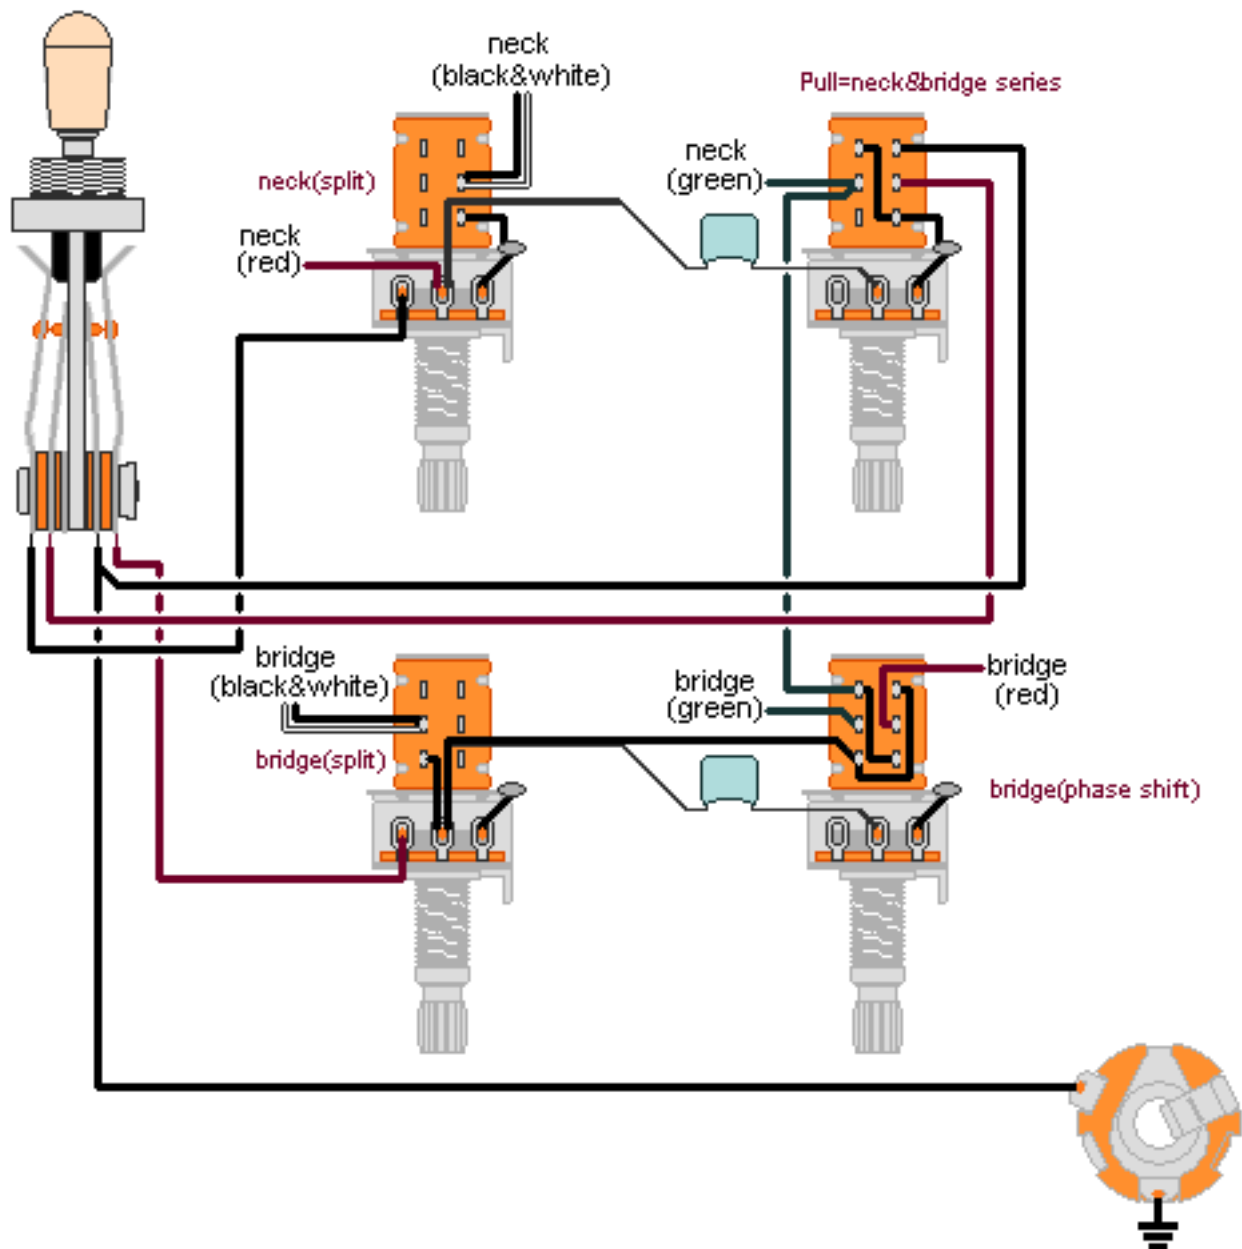 neck
(black&white)
Pull=neck&bridge series
neck(split)
neck
(green)
neck
(red)
bridge
(black&white)
bridge
(green)
bridge
(red)
bridge(split)
bridge(phase shift)